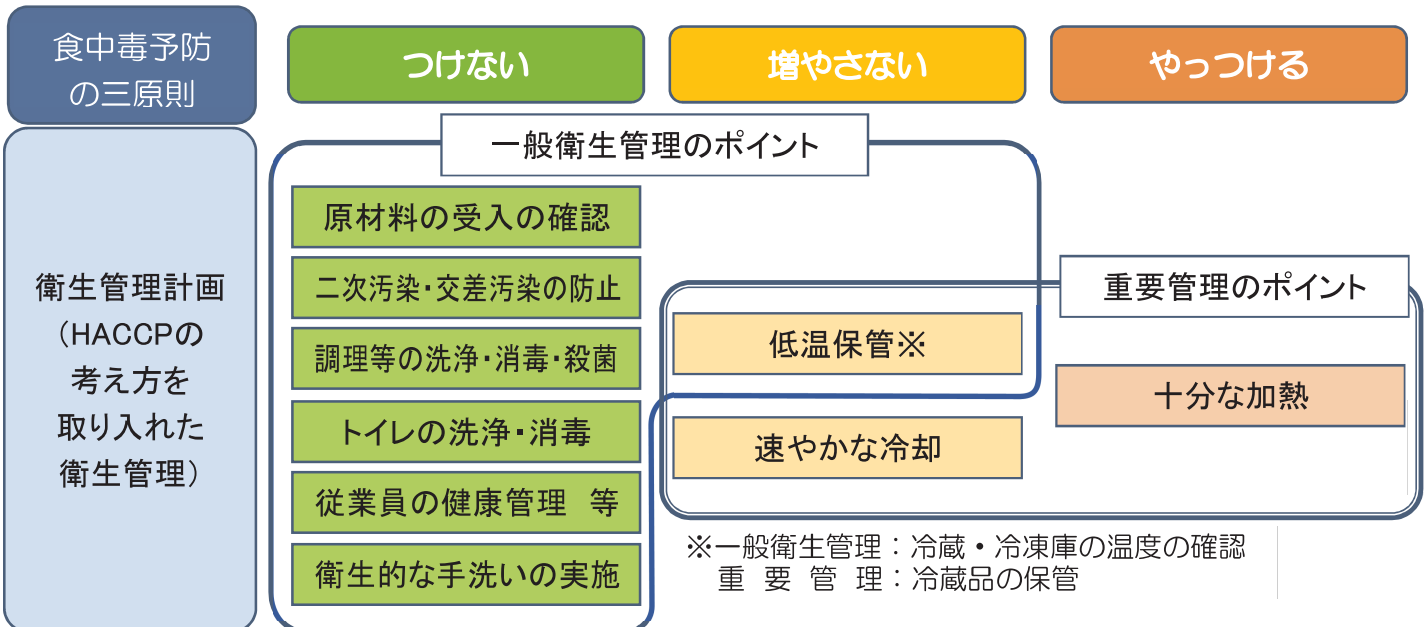 食中毒予防
の三原則
つけない
増やさない
やっつける
一般衛生管理のポイント
原材料の受入の確認
二次汚染・交差汚染の防止
調理等の洗浄・消毒・殺菌
トイレの洗浄・消毒
従業員の健康管理　等
衛生的な手洗いの実施
重要管理のポイント
低温保管※
速やかな冷却
十分な加熱
衛生管理計画
（HACCPの
考え方を
取り入れた
衛生管理）
※一般衛生管理：冷蔵・冷凍庫の温度の確認
重 要 管 理：冷蔵品の保管